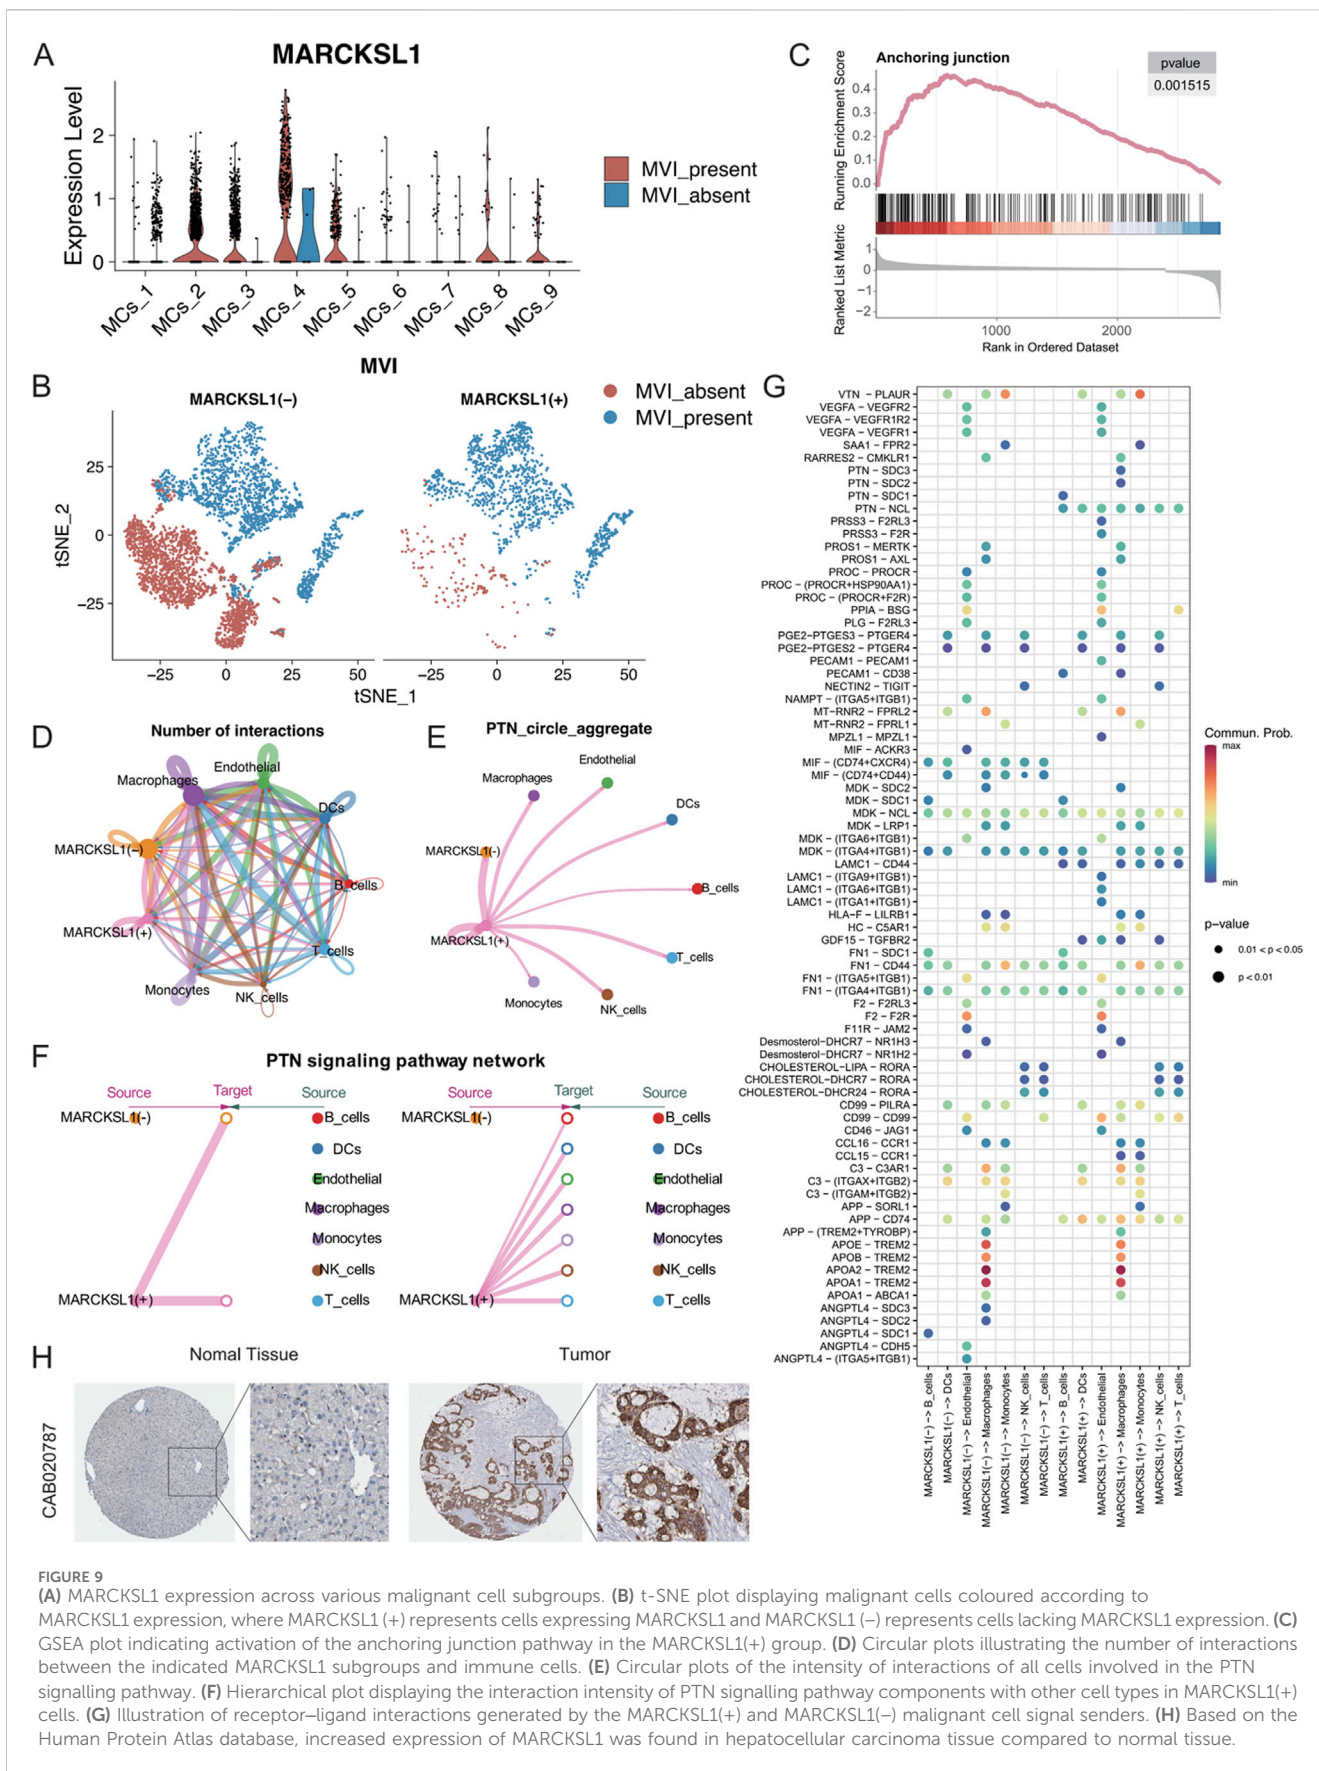 A
MARCKSL1
Expression Level
2
1
0
MCs_1
MCs_2
MCs_3
MCs_4
MCs_5
MCs_6
MCs_7
MCs_8
MCs_9
MVI_present
MVI_absent
C
Anchoring junction
pvalue
0.001515
Running Enrichment Score
0.4
0.3
0.2
0.1
0.0
Ranked List Metric
1
0
−1
−2
1000
2000
Rank in Ordered Dataset
B
MVI
MARCKSL1(−)
MARCKSL1(+)
MVI_absent
MVI_present
tSNE_2
25
0
−25
−25
0
25
50
−25
0
25
50
tSNE_1
D
Number of interactions
Macrophages
Endothelial
DCs
MARCKSL1(−)
B_cells
MARCKSL1(+)
T_cells
Monocytes
NK_cells
E
PTN_circle_aggregate
Macrophages
Endothelial
DCs
MARCKSL1(-)
B_cells
MARCKSL1(+)
T_cells
Monocytes
NK_cells
F
PTN signaling pathway network
Source
Target
Source
MARCKSL1(-)
MARCKSL1(+)
B_cells
DCs
Endothelial
Macrophages
Monocytes
NK_cells
T_cells
Source
Target
Source
MARCKSL1(-)
MARCKSL1(+)
B_cells
DCs
Endothelial
Macrophages
Monocytes
NK_cells
T_cells
G
VTN − PLAUR
VEGFA − VEGFR2
VEGFA − VEGFR1R2
VEGFA − VEGFR1
SAA1 − FPR2
RARRES2 − CMKLR1
PTN − SDC3
PTN − SDC2
PTN − SDC1
PTN − NCL
PRSS3 − F2RL3
PRSS3 − F2R
PROS1 − MERTK
PROS1 − AXL
PROC − PROCR
PROC − (PROCR+HSP90AA1)
PROC − (PROCR+F2R)
PPIA − BSG
PLG − F2RL3
PGE2−PTGES3 − PTGER4
PGE2−PTGES2 − PTGER4
PECAM1 − PECAM1
PECAM1 − CD38
NECTIN2 − TIGIT
NAMPT − (ITGA5+ITGB1)
MT−RNR2 − FPRL2
MT−RNR2 − FPRL1
MPZL1 − MPZL1
MIF − ACKR3
MIF − (CD74+CXCR4)
MIF − (CD74+CD44)
MDK − SDC2
MDK − SDC1
MDK − NCL
MDK − LRP1
MDK − (ITGA6+ITGB1)
MDK − (ITGA4+ITGB1)
LAMC1 − CD44
LAMC1 − (ITGA9+ITGB1)
LAMC1 − (ITGA6+ITGB1)
LAMC1 − (ITGA1+ITGB1)
HLA−F − LILRB1
HC − C5AR1
GDF15 − TGFBR2
FN1 − SDC1
FN1 − CD44
FN1 − (ITGA5+ITGB1)
FN1 − (ITGA4+ITGB1)
F2 − F2RL3
F2 − F2R
F11R − JAM2
Desmosterol−DHCR7 − NR1H3
Desmosterol−DHCR7 − NR1H2
CHOLESTEROL−LIPA − RORA
CHOLESTEROL−DHCR7 − RORA
CHOLESTEROL−DHCR24 − RORA
CD99 − PILRA
CD99 − CD99
CD46 − JAG1
CCL16 − CCR1
CCL15 − CCR1
C3 − C3AR1
C3 − (ITGAX+ITGB2)
C3 − (ITGAM+ITGB2)
APP − SORL1
APP − CD74
APP − (TREM2+TYROBP)
APOE − TREM2
APOB − TREM2
APOA2 − TREM2
APOA1 − TREM2
APOA1 − ABCA1
ANGPTL4 − SDC3
ANGPTL4 − SDC2
ANGPTL4 − SDC1
ANGPTL4 − CDH5
ANGPTL4 − (ITGA5+ITGB1)
MARCKSL1(−) −> B_cells
MARCKSL1(−) −> DCs
MARCKSL1(−) −> Endothelial
MARCKSL1(−) −> Macrophages
MARCKSL1(−) −> Monocytes
MARCKSL1(−) −> NK_cells
MARCKSL1(−) −> T_cells
MARCKSL1(+) −> B_cells
MARCKSL1(+) −> DCs
MARCKSL1(+) −> Endothelial
MARCKSL1(+) −> Macrophages
MARCKSL1(+) −> Monocytes
MARCKSL1(+) −> NK_cells
MARCKSL1(+) −> T_cells
Commun. Prob.
max
min
p−value
0.01 < p < 0.05
p < 0.01
H
Nomal Tissue
Tumor
CAB020787
FIGURE 9
(A) MARCKSL1 expression across various malignant cell subgroups. (B) t-SNE plot displaying malignant cells coloured according to
MARCKSL1 expression, where MARCKSL1 (+) represents cells expressing MARCKSL1 and MARCKSL1 (−) represents cells lacking MARCKSL1 expression. (C)
GSEA plot indicating activation of the anchoring junction pathway in the MARCKSL1(+) group. (D) Circular plots illustrating the number of interactions
between the indicated MARCKSL1 subgroups and immune cells. (E) Circular plots of the intensity of interactions of all cells involved in the PTN
signalling pathway. (F) Hierarchical plot displaying the interaction intensity of PTN signalling pathway components with other cell types in MARCKSL1(+)
cells. (G) Illustration of receptor–ligand interactions generated by the MARCKSL1(+) and MARCKSL1(−) malignant cell signal senders. (H) Based on the
Human Protein Atlas database, increased expression of MARCKSL1 was found in hepatocellular carcinoma tissue compared to normal tissue.